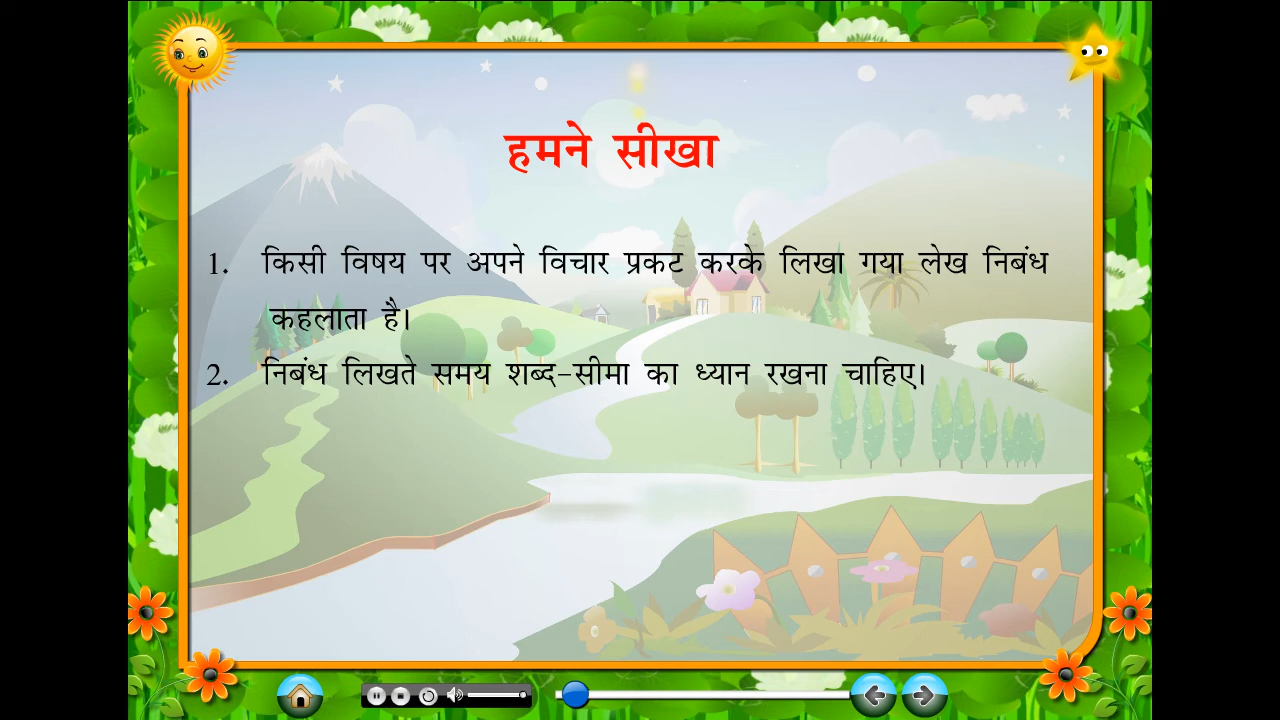 हमने सीखा
1. किसी विषय पर अपने विचार प्रकट करके लिखा गया लेख निबंध
कहलाता है।
2. निबंध लिखते समय शब्द-सीमा का ध्यान रखना चाहिए।